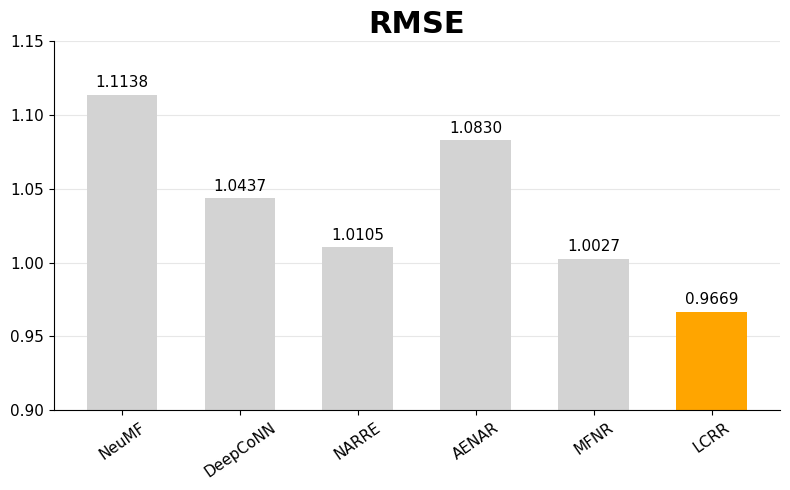 RMSE
1.15
1.10
1.05
1.00
0.95
0.90
1.1138
1.0437
1.0105
1.0830
1.0027
0.9669
NeuMF
DeepCoNN
NARRE
AENAR
MFNR
LCRR